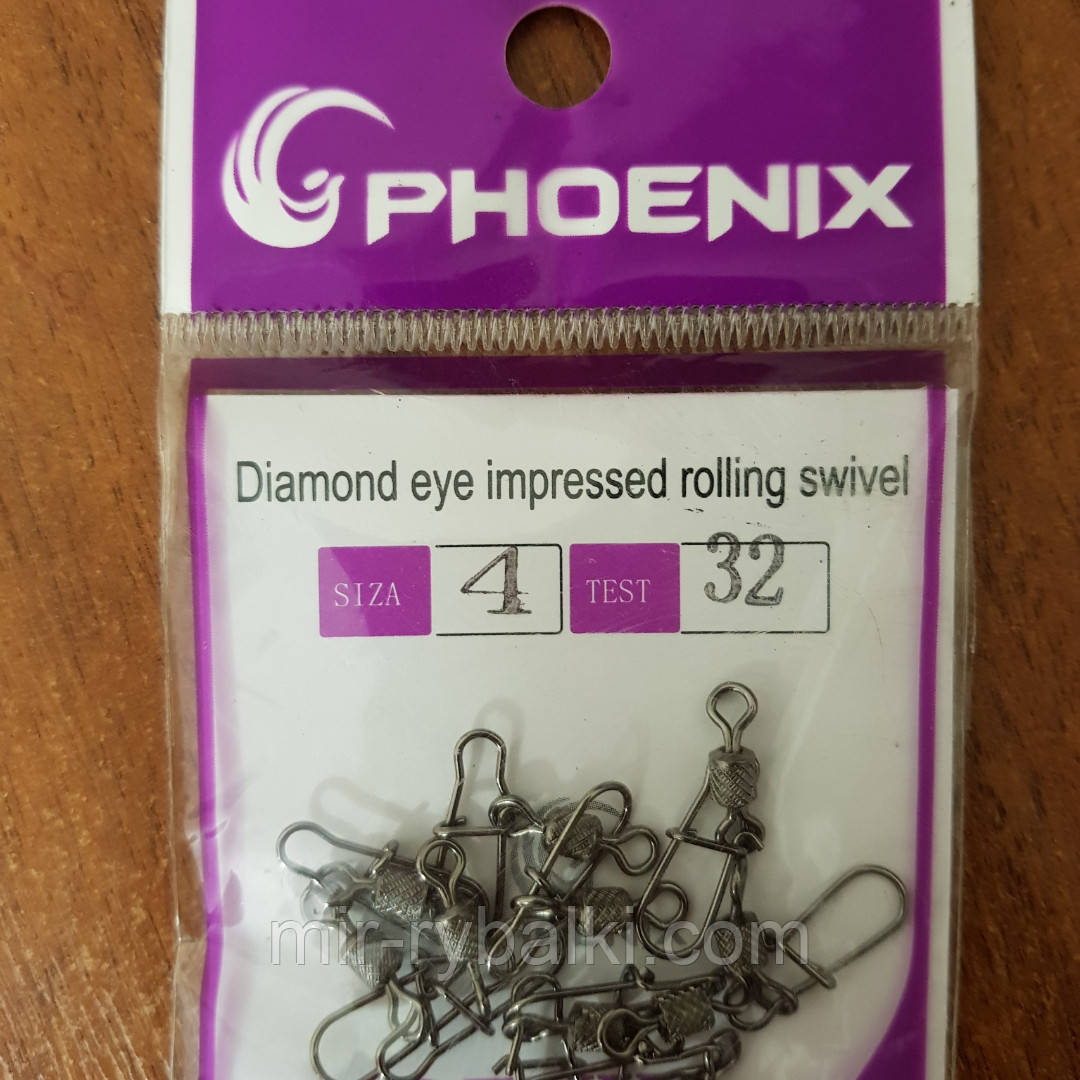 PHOENIX
Diamond eye impressed rolling swivel
SIZA 4 TEST 32
mir-rybalki.com